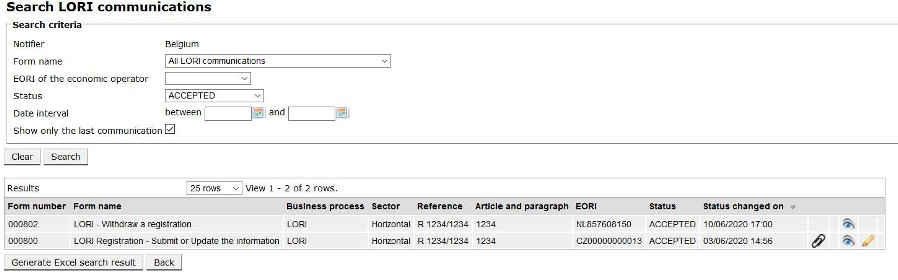 Search LORI communications
Search criteria
Notifier Belgium
Form name All LORI communications
EORI of the economic operator
Status ACCEPTED
Date interval between and
Show only the last communication
Clear Search
Results 25 rows View 1 - 2 of 2 rows.
Form number Form name Business process Sector Reference Article and paragraph EORI Status Status changed on
000802 LORI - Withdraw a registration LORI Horizontal R 1234/1234 1234 NL857608150 ACCEPTED 10/06/2020 17:00
000800 LORI Registration - Submit or Update the information LORI Horizontal R 1234/1234 1234 CZ00000000013 ACCEPTED 03/06/2020 14:56
Generate Excel search result Back